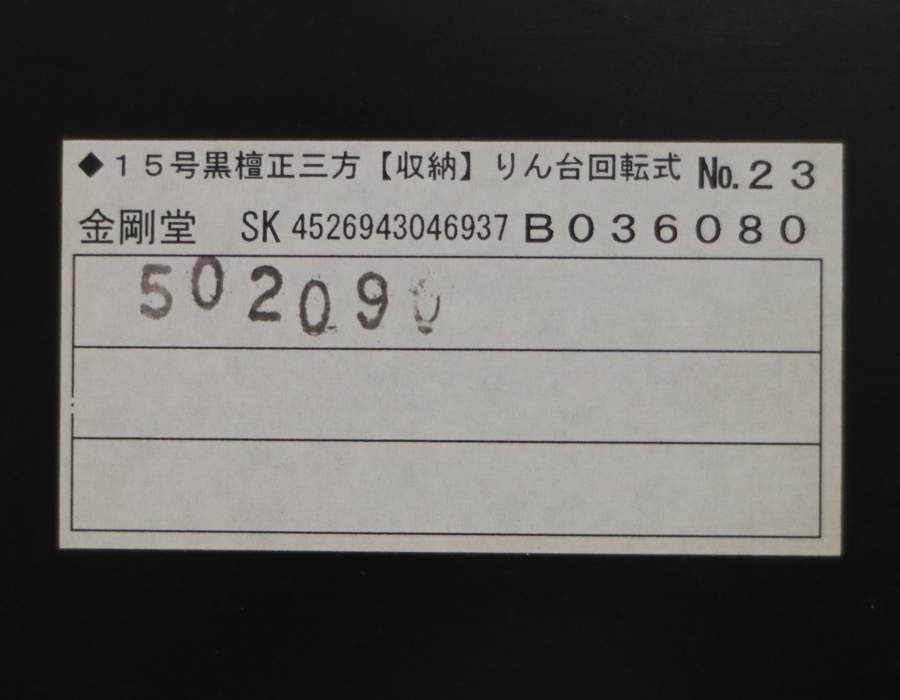 ◆１５号黒檀正三方【収納】りん台回転式 No.２３
金剛堂 SK 4526943046937 Ｂ０３６０８０
50209